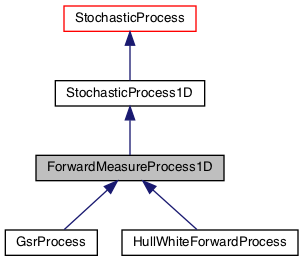 StochasticProcess
StochasticProcess1D
ForwardMeasureProcess1D
GsrProcess
HullWhiteForwardProcess